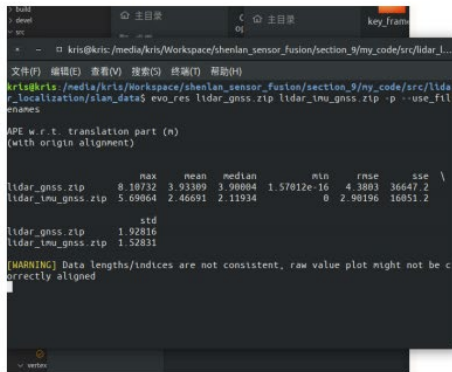 build
devel
src
主目录
主目录
key_fram
kris@kris: /media/kris/Workspace/shenlan_sensor_fusion/section_9/my_code/src/lidar_l...
文件(F) 编辑(E) 查看(V) 搜索(S) 终端(T) 帮助(H)
kris@kris:/media/kris/Workspace/shenlan_sensor_fusion/section_9/my_code/src/lida
r_localization/slam_data$ evo_res lidar_gnss.zip lidar_imu_gnss.zip -p --use_fil
enames
APE w.r.t. translation part (m)
(with origin alignment)
max mean median min rmse sse \
lidar_gnss.zip 8.10732 3.93309 3.90004 1.57012e-16 4.3803 36647.2
lidar_imu_gnss.zip 5.69064 2.46691 2.11934 0 2.90196 16051.2
std
lidar_gnss.zip 1.92816
lidar_imu_gnss.zip 1.52831
[WARNING] Data lengths/indices are not consistent, raw value plot might not be c
orrectly aligned
vertex